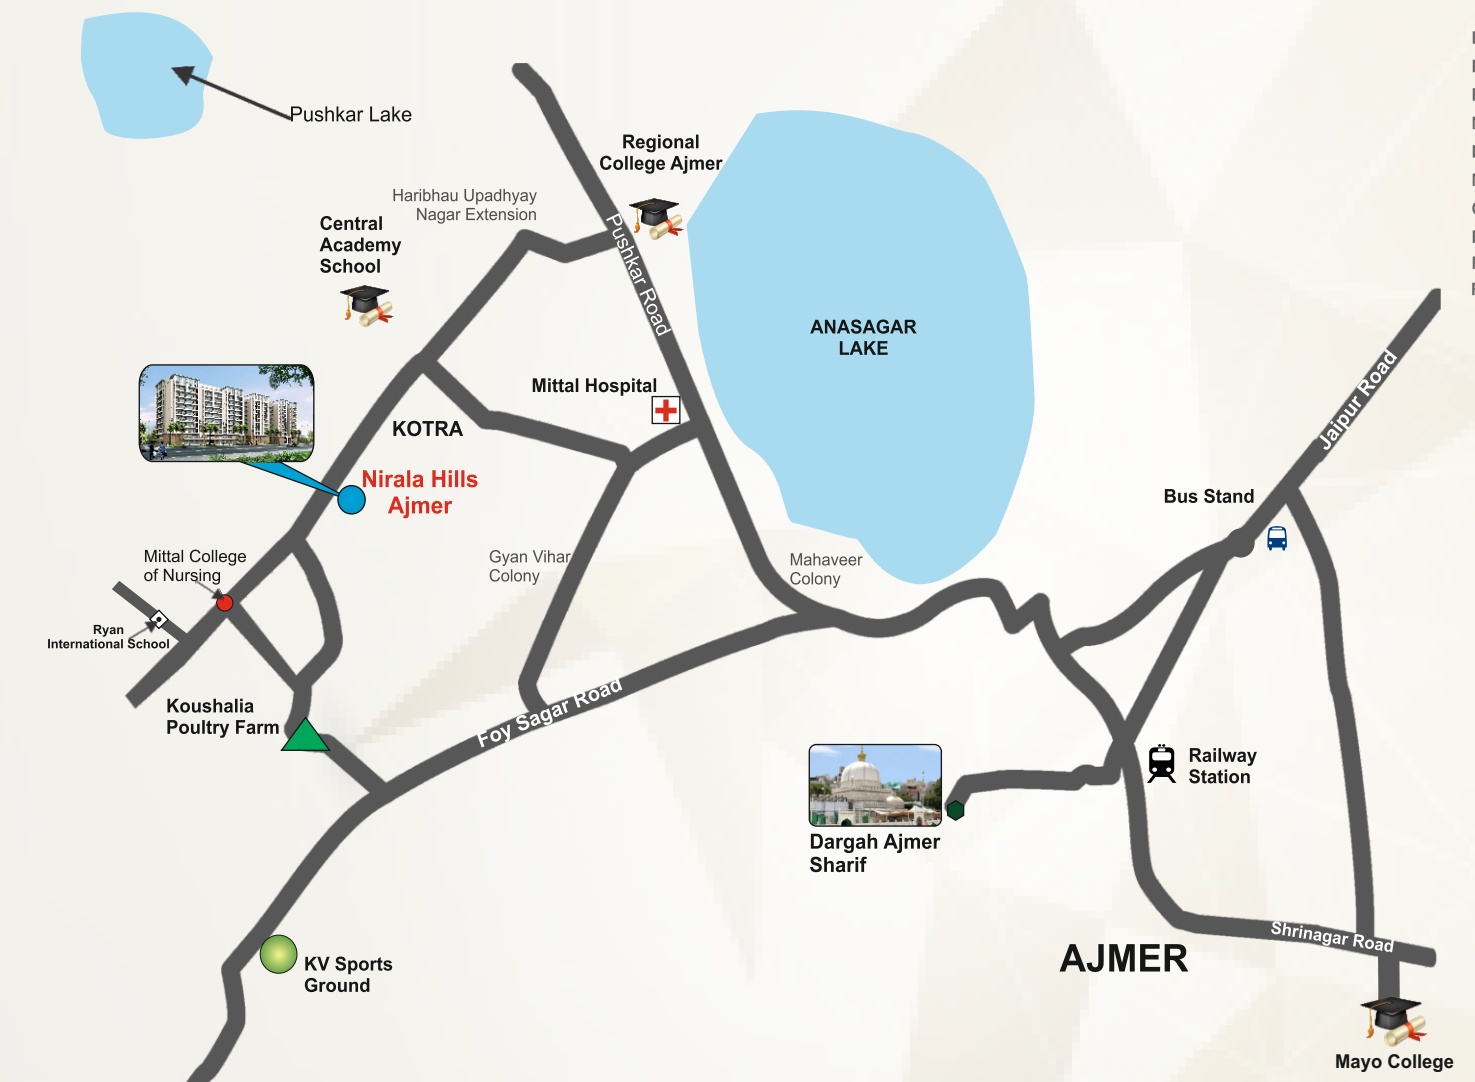 Pushkar Lake
Regional
College Ajmer
Haribhau Upadhyay
Nagar Extension
Central
Academy
School
Pushkar Road
ANASAGAR
LAKE
Jaipur Road
Mittal Hospital
KOTRA
Nirala Hills
Ajmer
Bus Stand
Mittal College
of Nursing
Gyan Vihar
Colony
Mahaveer
Colony
Ryan
International School
Koushalia
Poultry Farm
Foy Sagar Road
Railway
Station
Dargah Ajmer
Sharif
Shrinagar Road
AJMER
KV Sports
Ground
Mayo College